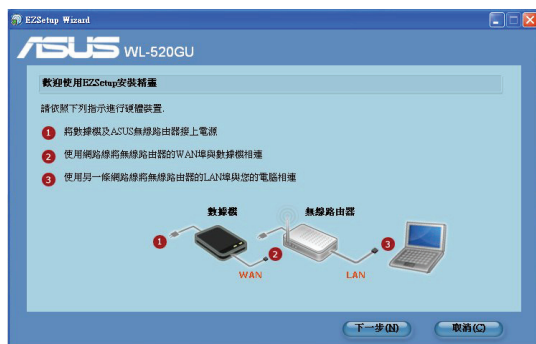 EZSetup Wizard
ASUS WL-520GU
歡迎使用EZSetup安裝精靈
請依照下列指示進行硬體裝置.
1 將數據機及ASUS無線路由器接上電源
2 使用網路線將無線路由器的WAN埠與數據機相連
3 使用另一條網路線將無線路由器的LAN埠與您的電腦相連
數據機 無線路由器
1 2 3
WAN LAN
下一步(N) 取消(C)